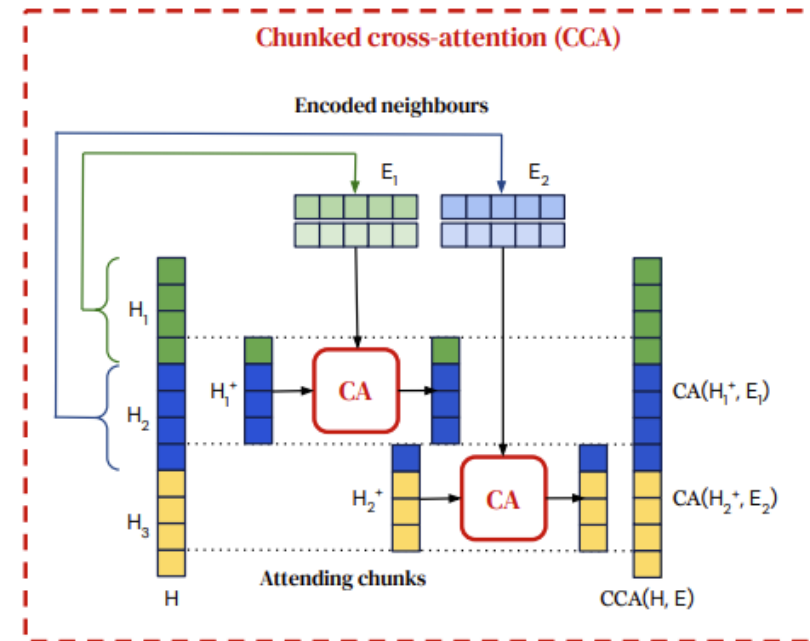 Chunked cross-attention (CCA)
Encoded neighbours
E₁
E₂
H₁
H₁⁺
CA
CA(H₁⁺, E₁)
H₂
H₂⁺
CA
CA(H₂⁺, E₂)
H₃
Attending chunks
H
CCA(H, E)